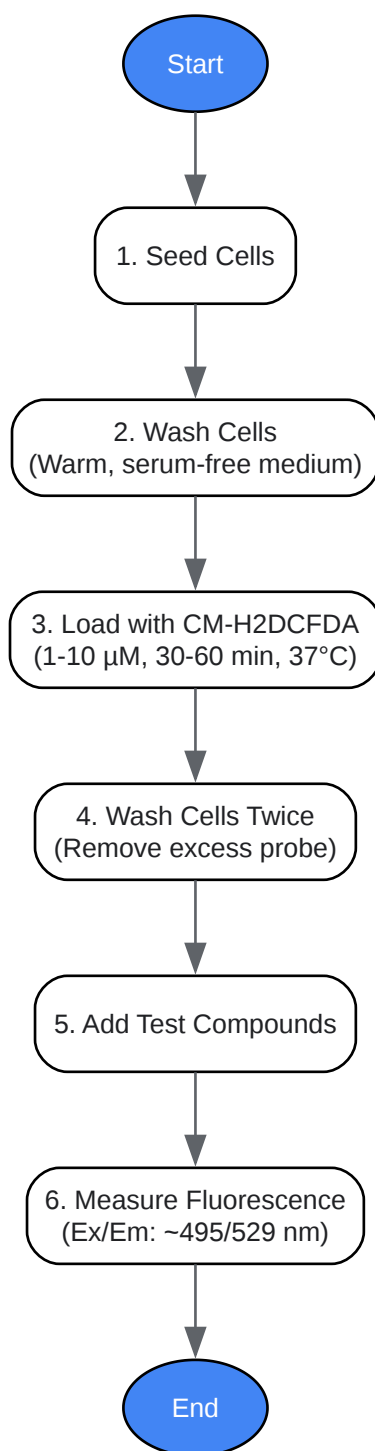 Start
1. Seed Cells
2. Wash Cells
(Warm, serum-free medium)
3. Load with CM-H2DCFDA
(1-10 µM, 30-60 min, 37°C)
4. Wash Cells Twice
(Remove excess probe)
5. Add Test Compounds
6. Measure Fluorescence
(Ex/Em: ~495/529 nm)
End